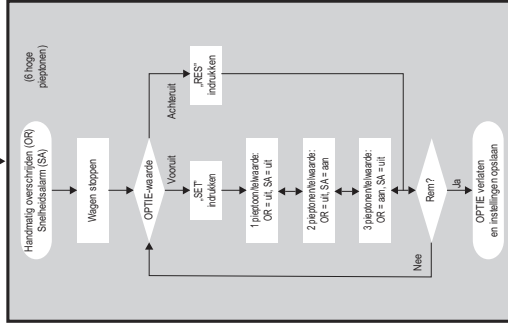 Handmatig overschrijden (OR)
Snelheidsalarm (SA)
(6 hoge
pieptonen)
Wagen stoppen
OPTIE-waarde
Vooruit
Achteruit
„SET”
indrukken
„RES”
indrukken
1 pieptoon/telwaarde:
OR = uit, SA = uit
2 pieptonen/telwaarde:
OR = uit, SA = aan
3 pieptonen/telwaarde:
OR = aan, SA = uit
Rem?
Nee
Ja
OPTIE verlaten
en instellingen opslaan